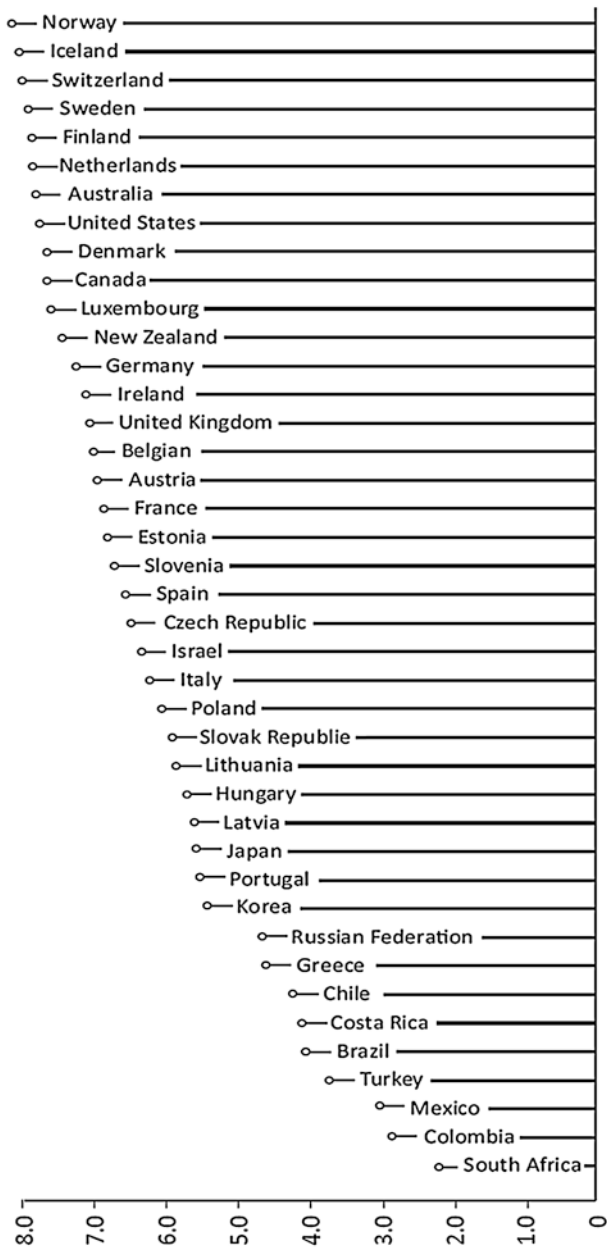 Norway
Iceland
Switzerland
Sweden
Finland
Netherlands
Australia
United States
Denmark
Canada
Luxembourg
New Zealand
Germany
Ireland
United Kingdom
Belgian
Austria
France
Estonia
Slovenia
Spain
Czech Republic
Israel
Italy
Poland
Slovak Republie
Lithuania
Hungary
Latvia
Japan
Portugal
Korea
Russian Federation
Greece
Chile
Costa Rica
Brazil
Turkey
Mexico
Colombia
South Africa
8.0 7.0 6.0 5.0 4.0 3.0 2.0 1.0 0